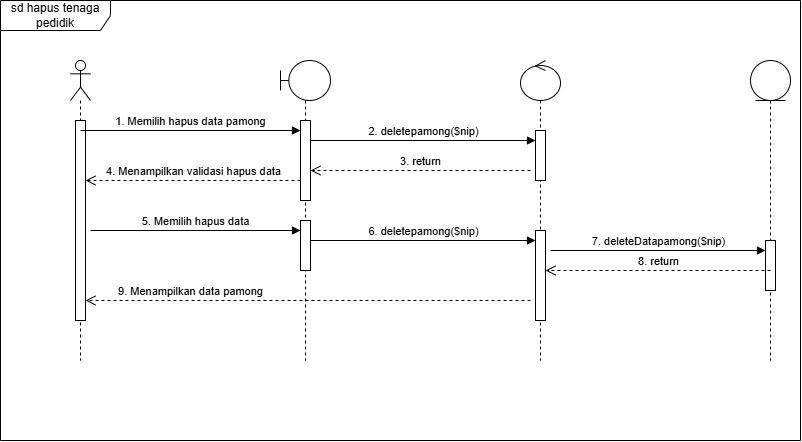 sd hapus tenaga
pedidik
1. Memilih hapus data pamong
2. deletepamong($nip)
3. return
4. Menampilkan validasi hapus data
5. Memilih hapus data
6. deletepamong($nip)
7. deleteDatapamong($nip)
8. return
9. Menampilkan data pamong